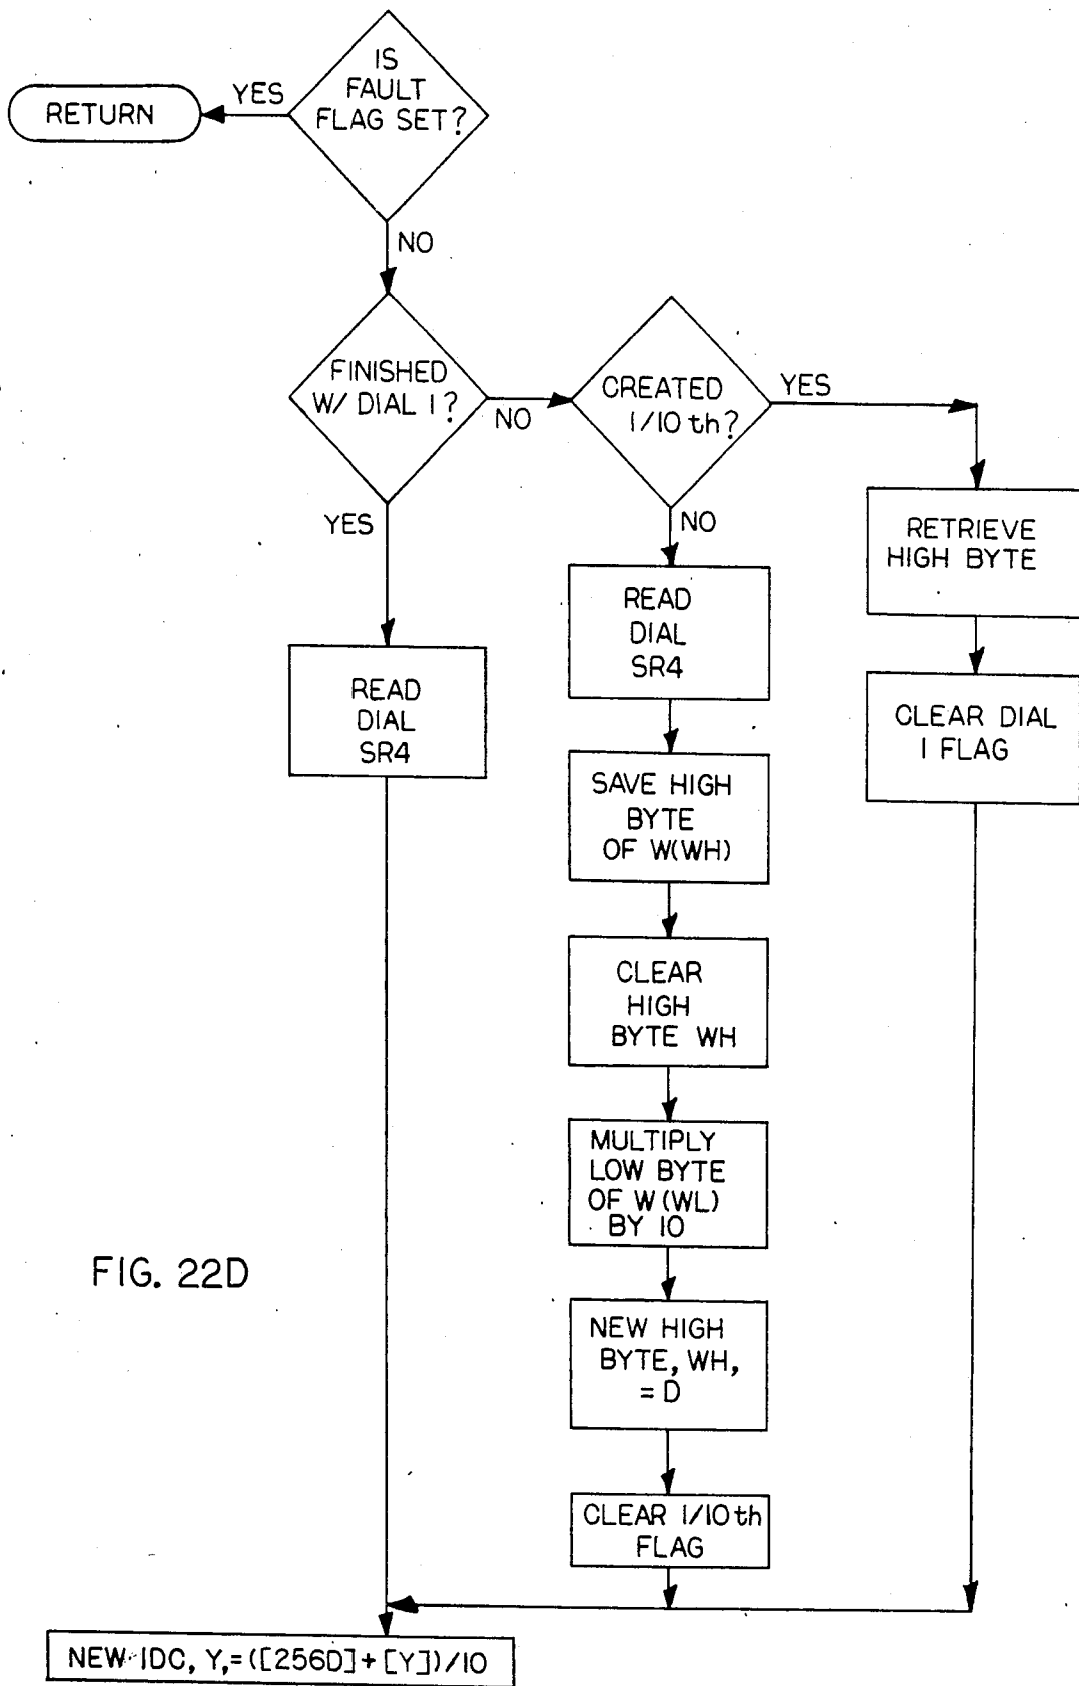 IS
FAULT
FLAG SET?
YES
RETURN
NO
FINISHED
W/ DIAL 1?
NO
CREATED
1/10 th?
YES
RETRIEVE
HIGH BYTE
YES
NO
READ
DIAL
SR4
READ
DIAL
SR4
CLEAR DIAL
1 FLAG
SAVE HIGH
BYTE
OF W(WH)
CLEAR
HIGH
BYTE WH
MULTIPLY
LOW BYTE
OF W(WL)
BY 10
FIG. 22D
NEW HIGH
BYTE, WH,
= D
CLEAR 1/10 th
FLAG
NEW IDC, Y,=([256D]+[Y])/10